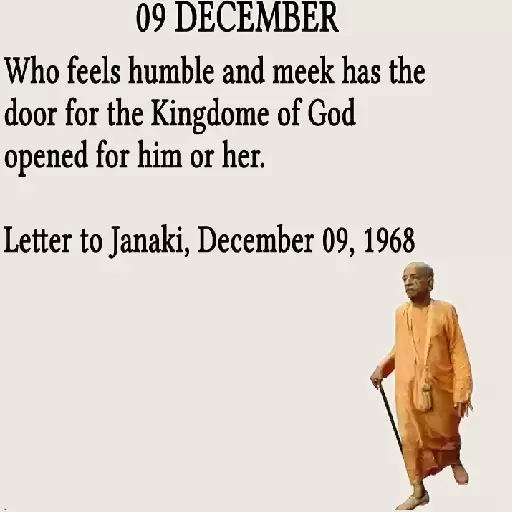 09 DECEMBER
Who feels humble and meek has the
door for the Kingdome of God
opened for him or her.
Letter to Janaki, December 09, 1968